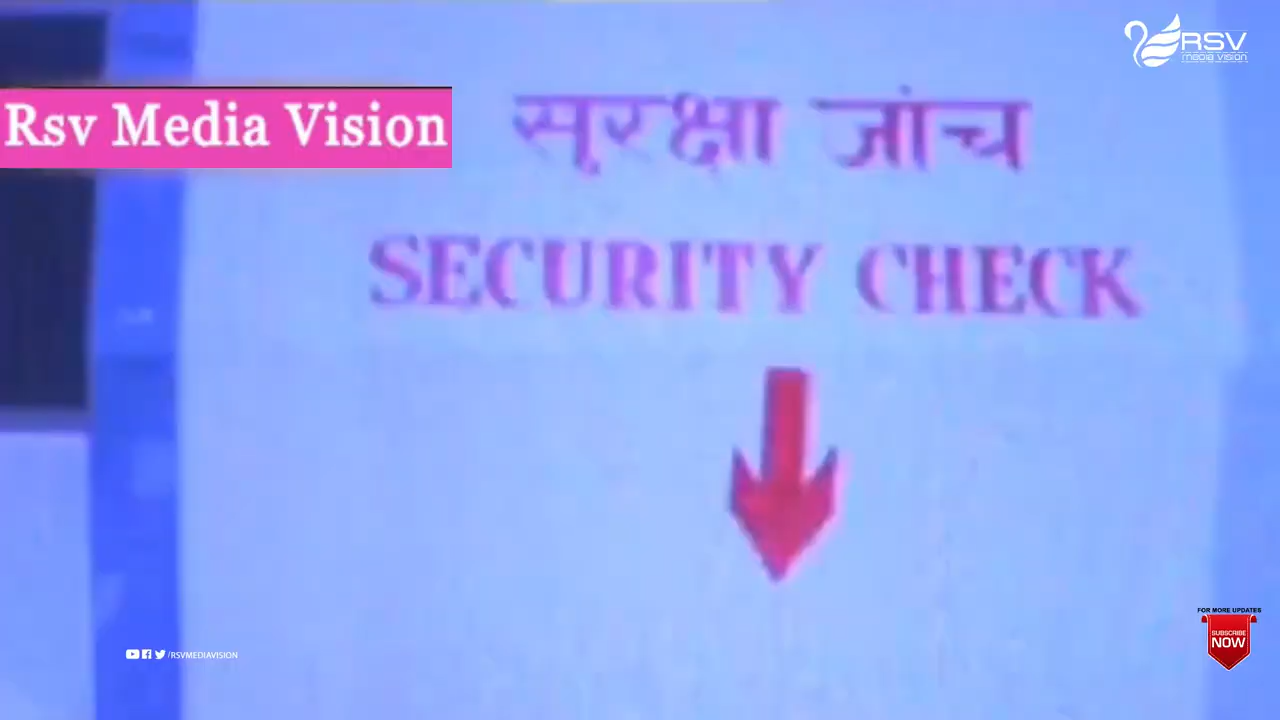 RSV
media vision
Rsv Media Vision
सुरक्षा जांच
SECURITY CHECK
FOR MORE UPDATES
SUBSCRIBE
NOW
/RSVMEDIAVISION